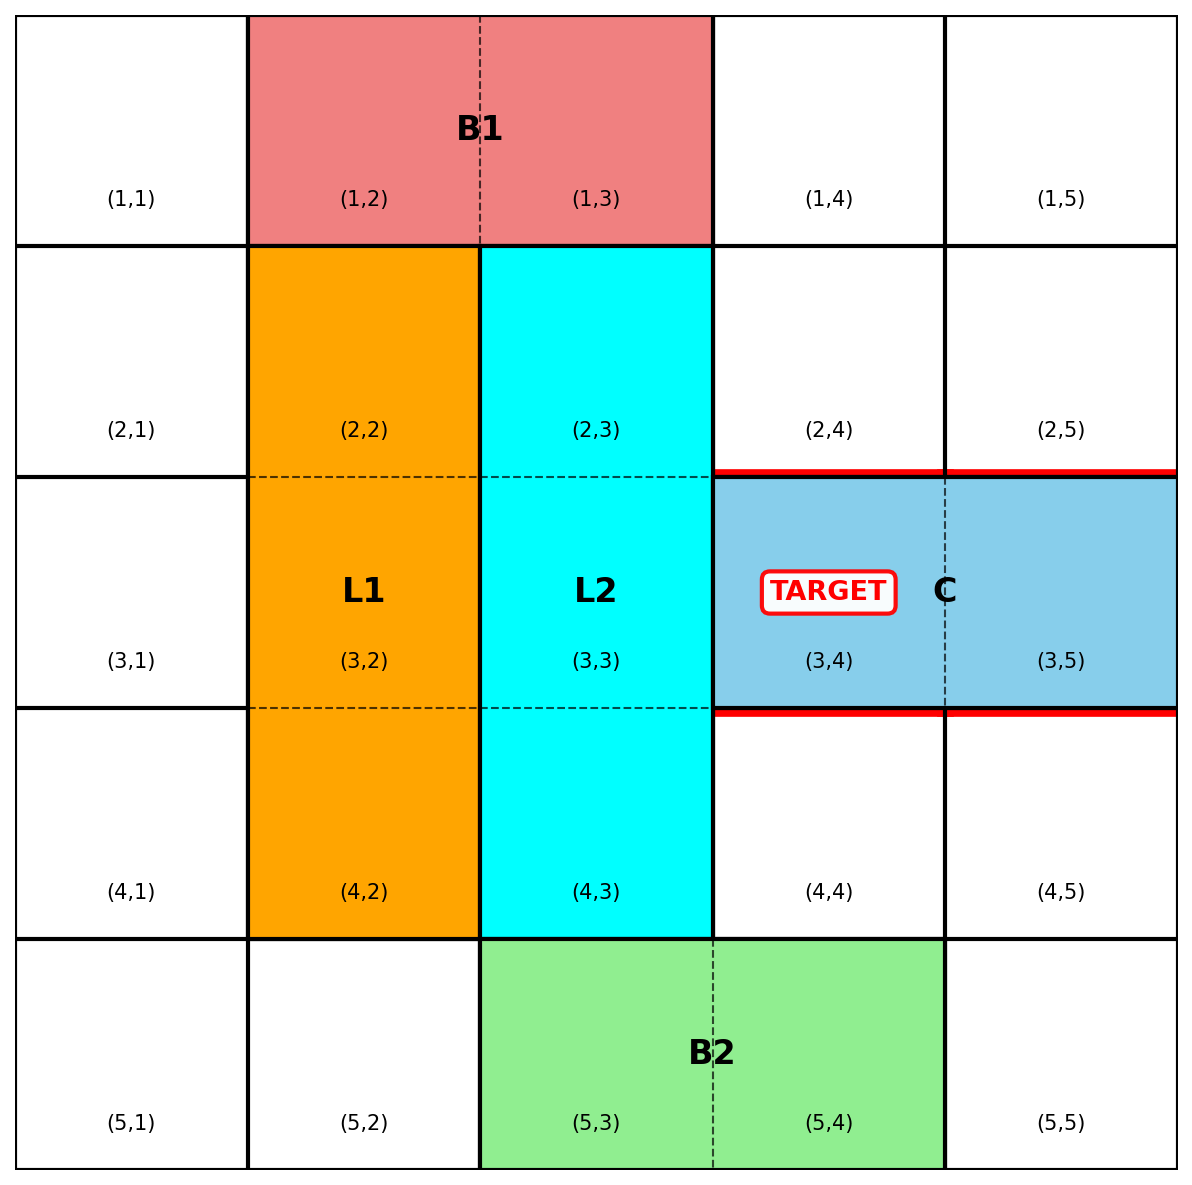 B1
(1,1) (1,2) (1,3) (1,4) (1,5)
(2,1) (2,2) (2,3) (2,4) (2,5)
L1 L2 TARGET C
(3,1) (3,2) (3,3) (3,4) (3,5)
(4,1) (4,2) (4,3) (4,4) (4,5)
B2
(5,1) (5,2) (5,3) (5,4) (5,5)